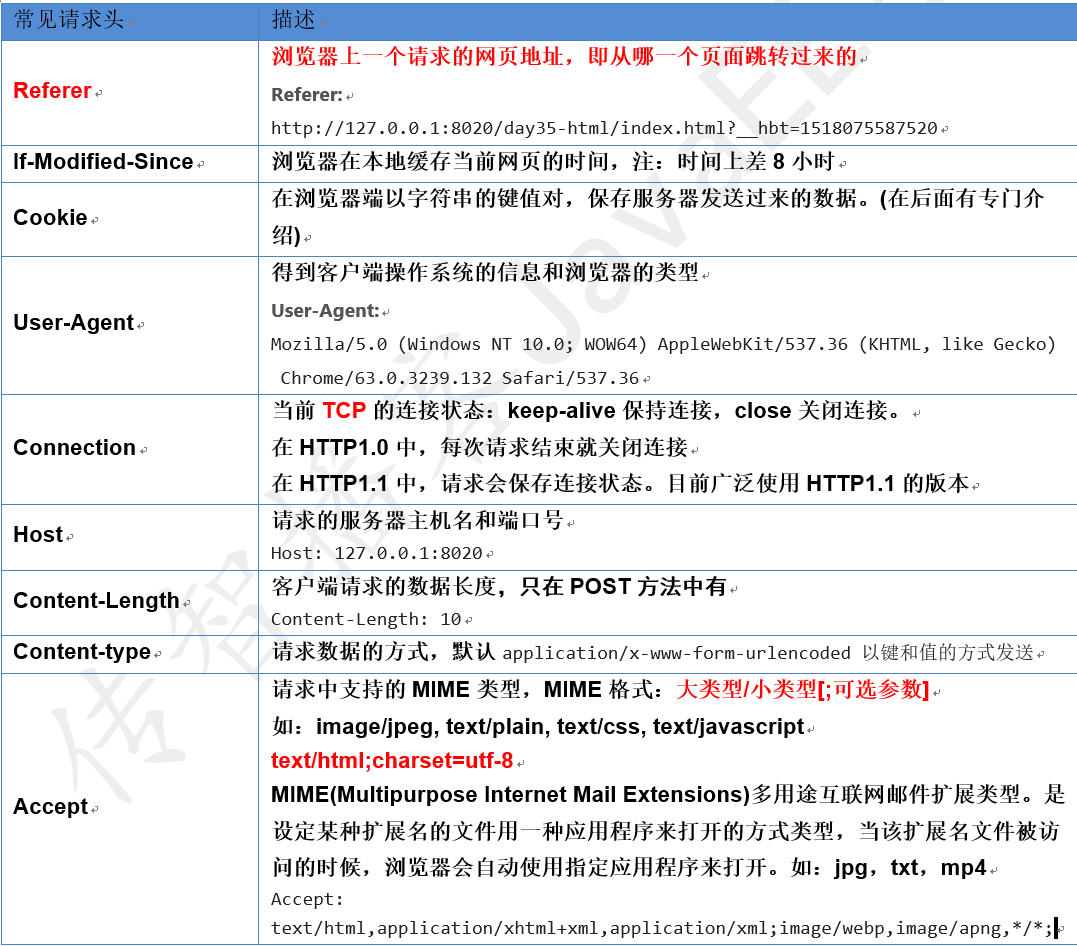 常见请求头 描述
Referer 浏览器上一个请求的网页地址，即从哪一个页面跳转过来的
Referer:
http://127.0.0.1:8020/day35-html/index.html?__hbt=1518075587520
If-Modified-Since 浏览器在本地缓存当前网页的时间，注：时间上差 8 小时
Cookie 在浏览器端以字符串的键值对，保存服务器发送过来的数据。(在后面有专门介
绍)
User-Agent 得到客户端操作系统的信息和浏览器的类型
User-Agent:
Mozilla/5.0 (Windows NT 10.0; WOW64) AppleWebKit/537.36 (KHTML, like Gecko)
Chrome/63.0.3239.132 Safari/537.36
Connection 当前 TCP 的连接状态：keep-alive 保持连接，close 关闭连接。
在 HTTP1.0 中，每次请求结束就关闭连接
在 HTTP1.1 中，请求会保存连接状态。目前广泛使用 HTTP1.1 的版本
Host 请求的服务器主机名和端口号
Host: 127.0.0.1:8020
Content-Length 客户端请求的数据长度，只在 POST 方法中有
Content-Length: 10
Content-type 请求数据的方式，默认 application/x-www-form-urlencoded 以键和值的方式发送
Accept 请求中支持的 MIME 类型，MIME 格式：大类型/小类型[;可选参数]
如：image/jpeg, text/plain, text/css, text/javascript
text/html;charset=utf-8
MIME(Multipurpose Internet Mail Extensions)多用途互联网邮件扩展类型。是
设定某种扩展名的文件用一种应用程序来打开的方式类型，当该扩展名文件被访
问的时候，浏览器会自动使用指定应用程序来打开。如：jpg，txt，mp4
Accept:
text/html,application/xhtml+xml,application/xml;image/webp,image/apng,*/*;
传智播客 JavaEE